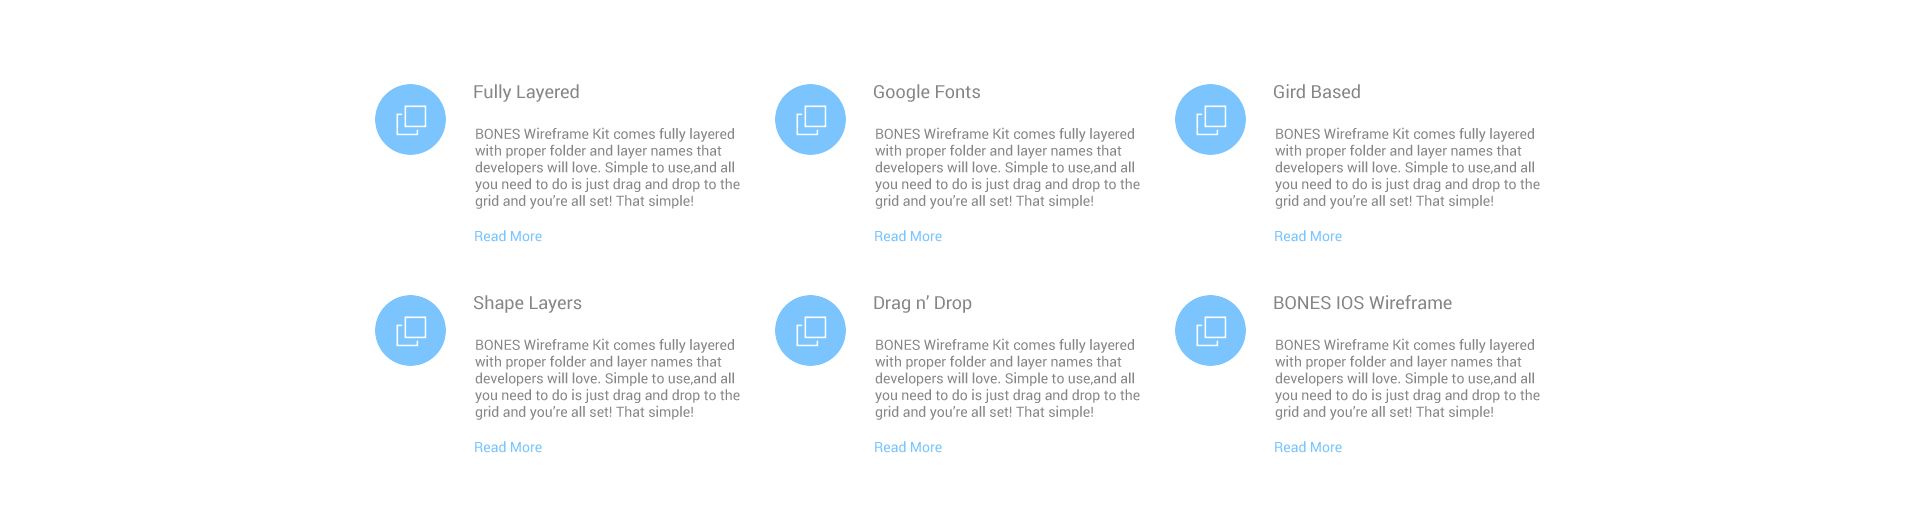 Fully Layered
BONES Wireframe Kit comes fully layered
with proper folder and layer names that
developers will love. Simple to use,and all
you need to do is just drag and drop to the
grid and you’re all set! That simple!
Read More
Google Fonts
BONES Wireframe Kit comes fully layered
with proper folder and layer names that
developers will love. Simple to use,and all
you need to do is just drag and drop to the
grid and you’re all set! That simple!
Read More
Gird Based
BONES Wireframe Kit comes fully layered
with proper folder and layer names that
developers will love. Simple to use,and all
you need to do is just drag and drop to the
grid and you’re all set! That simple!
Read More
Shape Layers
BONES Wireframe Kit comes fully layered
with proper folder and layer names that
developers will love. Simple to use,and all
you need to do is just drag and drop to the
grid and you’re all set! That simple!
Read More
Drag n’ Drop
BONES Wireframe Kit comes fully layered
with proper folder and layer names that
developers will love. Simple to use,and all
you need to do is just drag and drop to the
grid and you’re all set! That simple!
Read More
BONES IOS Wireframe
BONES Wireframe Kit comes fully layered
with proper folder and layer names that
developers will love. Simple to use,and all
you need to do is just drag and drop to the
grid and you’re all set! That simple!
Read More